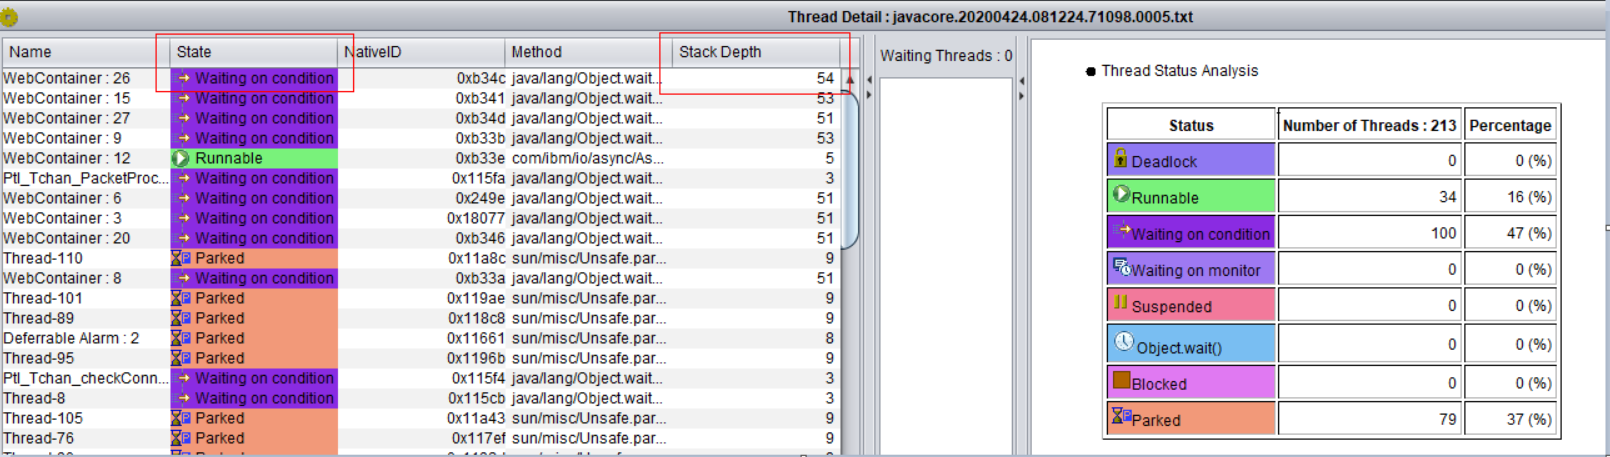 Thread Detail : javacore.20200424.081224.71098.0005.txt
Name State NativeID Method Stack Depth
WebContainer : 26 Waiting on condition 0xb34c java/lang/Object.wait... 54
WebContainer : 15 Waiting on condition 0xb341 java/lang/Object.wait... 53
WebContainer : 27 Waiting on condition 0xb34d java/lang/Object.wait... 51
WebContainer : 9 Waiting on condition 0xb33b java/lang/Object.wait... 53
WebContainer : 12 Runnable 0xb33e com/ibm/io/async/As... 5
Ptl_Tchan_PacketProc... Waiting on condition 0x115fa java/lang/Object.wait... 3
WebContainer : 6 Waiting on condition 0x249e java/lang/Object.wait... 51
WebContainer : 3 Waiting on condition 0x18077 java/lang/Object.wait... 51
WebContainer : 20 Waiting on condition 0xb346 java/lang/Object.wait... 51
Thread-110 Parked 0x11a8c sun/misc/Unsafe.par... 9
WebContainer : 8 Waiting on condition 0xb33a java/lang/Object.wait... 51
Thread-101 Parked 0x119ae sun/misc/Unsafe.par... 9
Thread-89 Parked 0x118c8 sun/misc/Unsafe.par... 9
Deferrable Alarm : 2 Parked 0x11661 sun/misc/Unsafe.par... 8
Thread-95 Parked 0x1196b sun/misc/Unsafe.par... 9
Ptl_Tchan_checkConn... Waiting on condition 0x115f4 java/lang/Object.wait... 3
Thread-8 Waiting on condition 0x115cb java/lang/Object.wait... 3
Thread-105 Parked 0x11a43 sun/misc/Unsafe.par... 9
Thread-76 Parked 0x117ef sun/misc/Unsafe.par... 9
Waiting Threads : 0
Thread Status Analysis
Status Number of Threads : 213 Percentage
Deadlock 0 0 (%)
Runnable 34 16 (%)
Waiting on condition 100 47 (%)
Waiting on monitor 0 0 (%)
Suspended 0 0 (%)
Object.wait() 0 0 (%)
Blocked 0 0 (%)
Parked 79 37 (%)